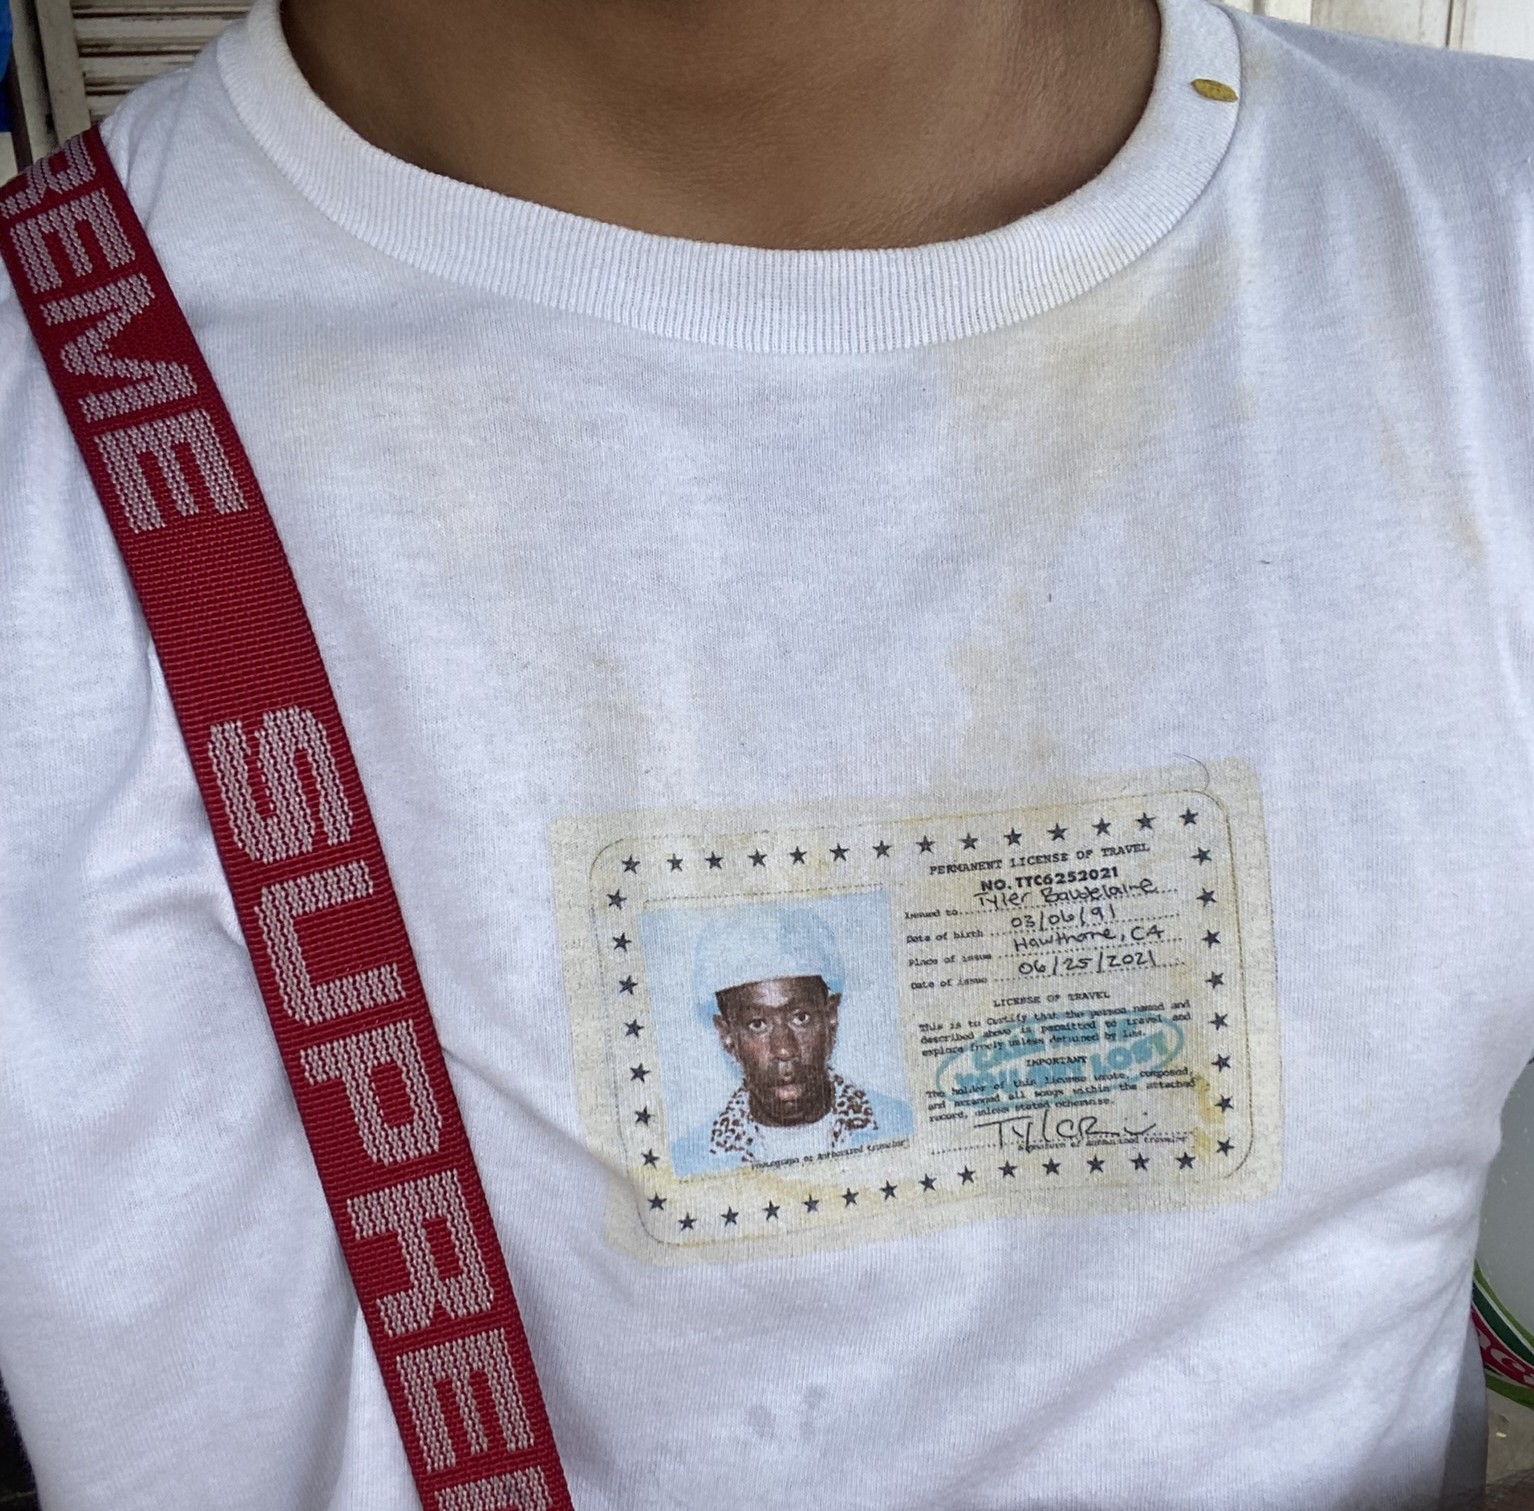 REME
SUPREME
PERMANENT LICENSE OF TRAVEL
NO. TTC6252021
Issued to Tyler Baudelaire
Date of birth 03/06/91
Place of issue Hawthorne, CA
Date of issue 06/25/2021
LICENSE OF TRAVEL
This is to Certify that the person named and
described above is permitted to travel and
explore freely unless detained by law.
IMPORTANT
The holder of this license wrote, composed,
and arranged all songs within the attached
record, unless stated otherwise.
CALL
LOST
TYLER
Signature of authorized traveler
Photograph of Authorized traveler